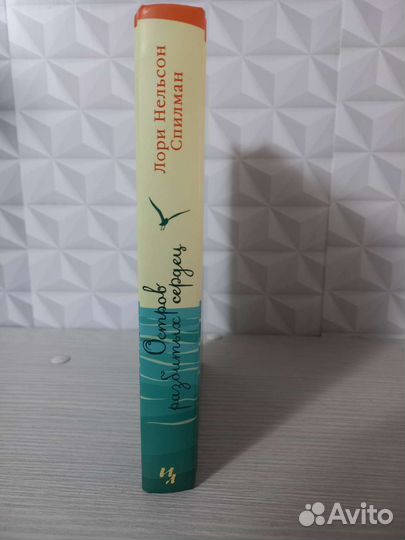 Лори Нельсон
Спилман
Остров
разбитых сердец
Avito